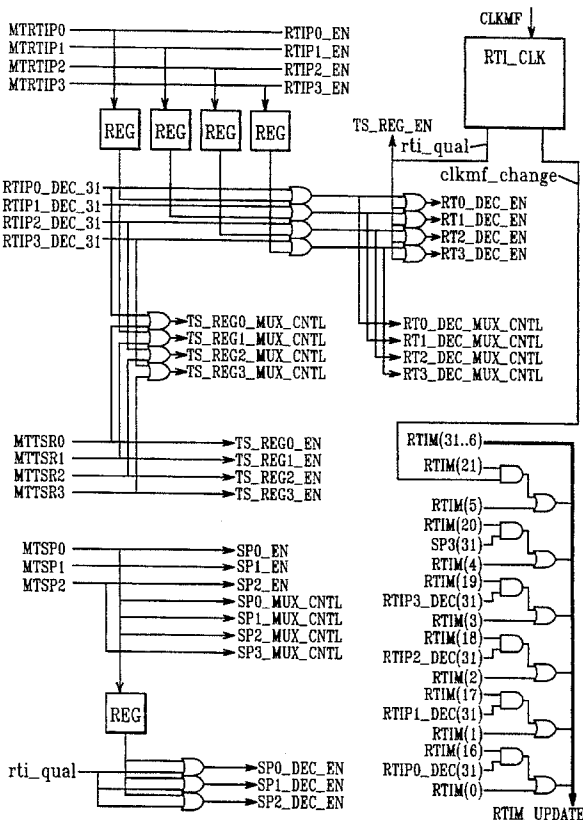 MTRTIP0
MTRTIP1
MTRTIP2
MTRTIP3
RTIP0_EN
RTIP1_EN
RTIP2_EN
RTIP3_EN
REG
REG
REG
REG
CLKMF
RTI_CLK
TS_REG_EN
rti_qual
clkmf_change
RTIP0_DEC_31
RTIP1_DEC_31
RTIP2_DEC_31
RTIP3_DEC_31
RT0_DEC_EN
RT1_DEC_EN
RT2_DEC_EN
RT3_DEC_EN
TS_REG0_MUX_CNTL
TS_REG1_MUX_CNTL
TS_REG2_MUX_CNTL
TS_REG3_MUX_CNTL
RT0_DEC_MUX_CNTL
RT1_DEC_MUX_CNTL
RT2_DEC_MUX_CNTL
RT3_DEC_MUX_CNTL
MTTSR0
MTTSR1
MTTSR2
MTTSR3
TS_REG0_EN
TS_REG1_EN
TS_REG2_EN
TS_REG3_EN
MTSP0
MTSP1
MTSP2
SP0_EN
SP1_EN
SP2_EN
SP0_MUX_CNTL
SP1_MUX_CNTL
SP2_MUX_CNTL
SP3_MUX_CNTL
REG
rti_qual
SP0_DEC_EN
SP1_DEC_EN
SP2_DEC_EN
RTIM(31..6)
RTIM(21)
RTIM(5)
RTIM(20)
SP3(31)
RTIM(4)
RTIM(19)
RTIP3_DEC(31)
RTIM(3)
RTIM(18)
RTIP2_DEC(31)
RTIM(2)
RTIM(17)
RTIP1_DEC(31)
RTIM(1)
RTIM(16)
RTIP0_DEC(31)
RTIM(0)
RTIM_UPDATE